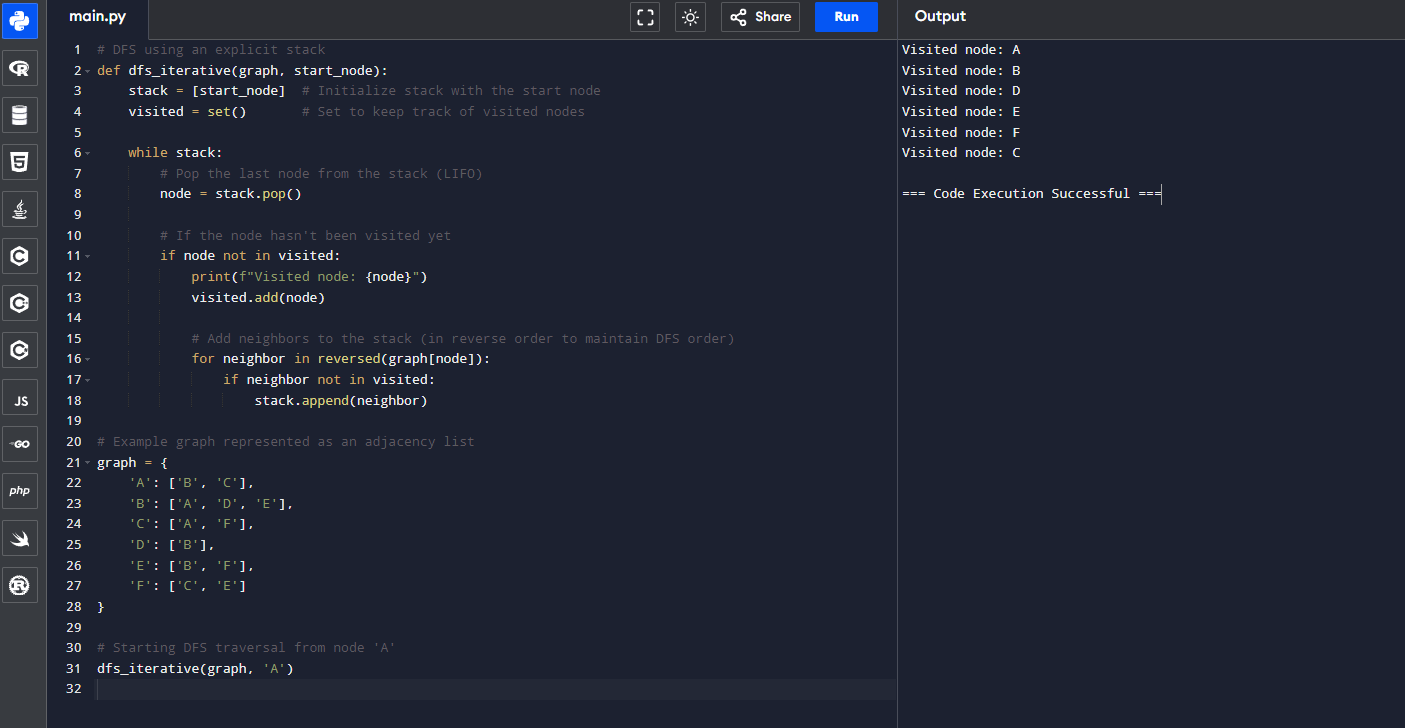 main.py
Share
Run
Output
JS
GO
php
1 # DFS using an explicit stack
2 def dfs_iterative(graph, start_node):
3     stack = [start_node]  # Initialize stack with the start node
4     visited = set()       # Set to keep track of visited nodes
5
6     while stack:
7         # Pop the last node from the stack (LIFO)
8         node = stack.pop()
9
10         # If the node hasn't been visited yet
11         if node not in visited:
12             print(f"Visited node: {node}")
13             visited.add(node)
14
15             # Add neighbors to the stack (in reverse order to maintain DFS order)
16             for neighbor in reversed(graph[node]):
17                 if neighbor not in visited:
18                     stack.append(neighbor)
19
20 # Example graph represented as an adjacency list
21 graph = {
22     'A': ['B', 'C'],
23     'B': ['A', 'D', 'E'],
24     'C': ['A', 'F'],
25     'D': ['B'],
26     'E': ['B', 'F'],
27     'F': ['C', 'E']
28 }
29
30 # Starting DFS traversal from node 'A'
31 dfs_iterative(graph, 'A')
32
Visited node: A
Visited node: B
Visited node: D
Visited node: E
Visited node: F
Visited node: C
=== Code Execution Successful ===